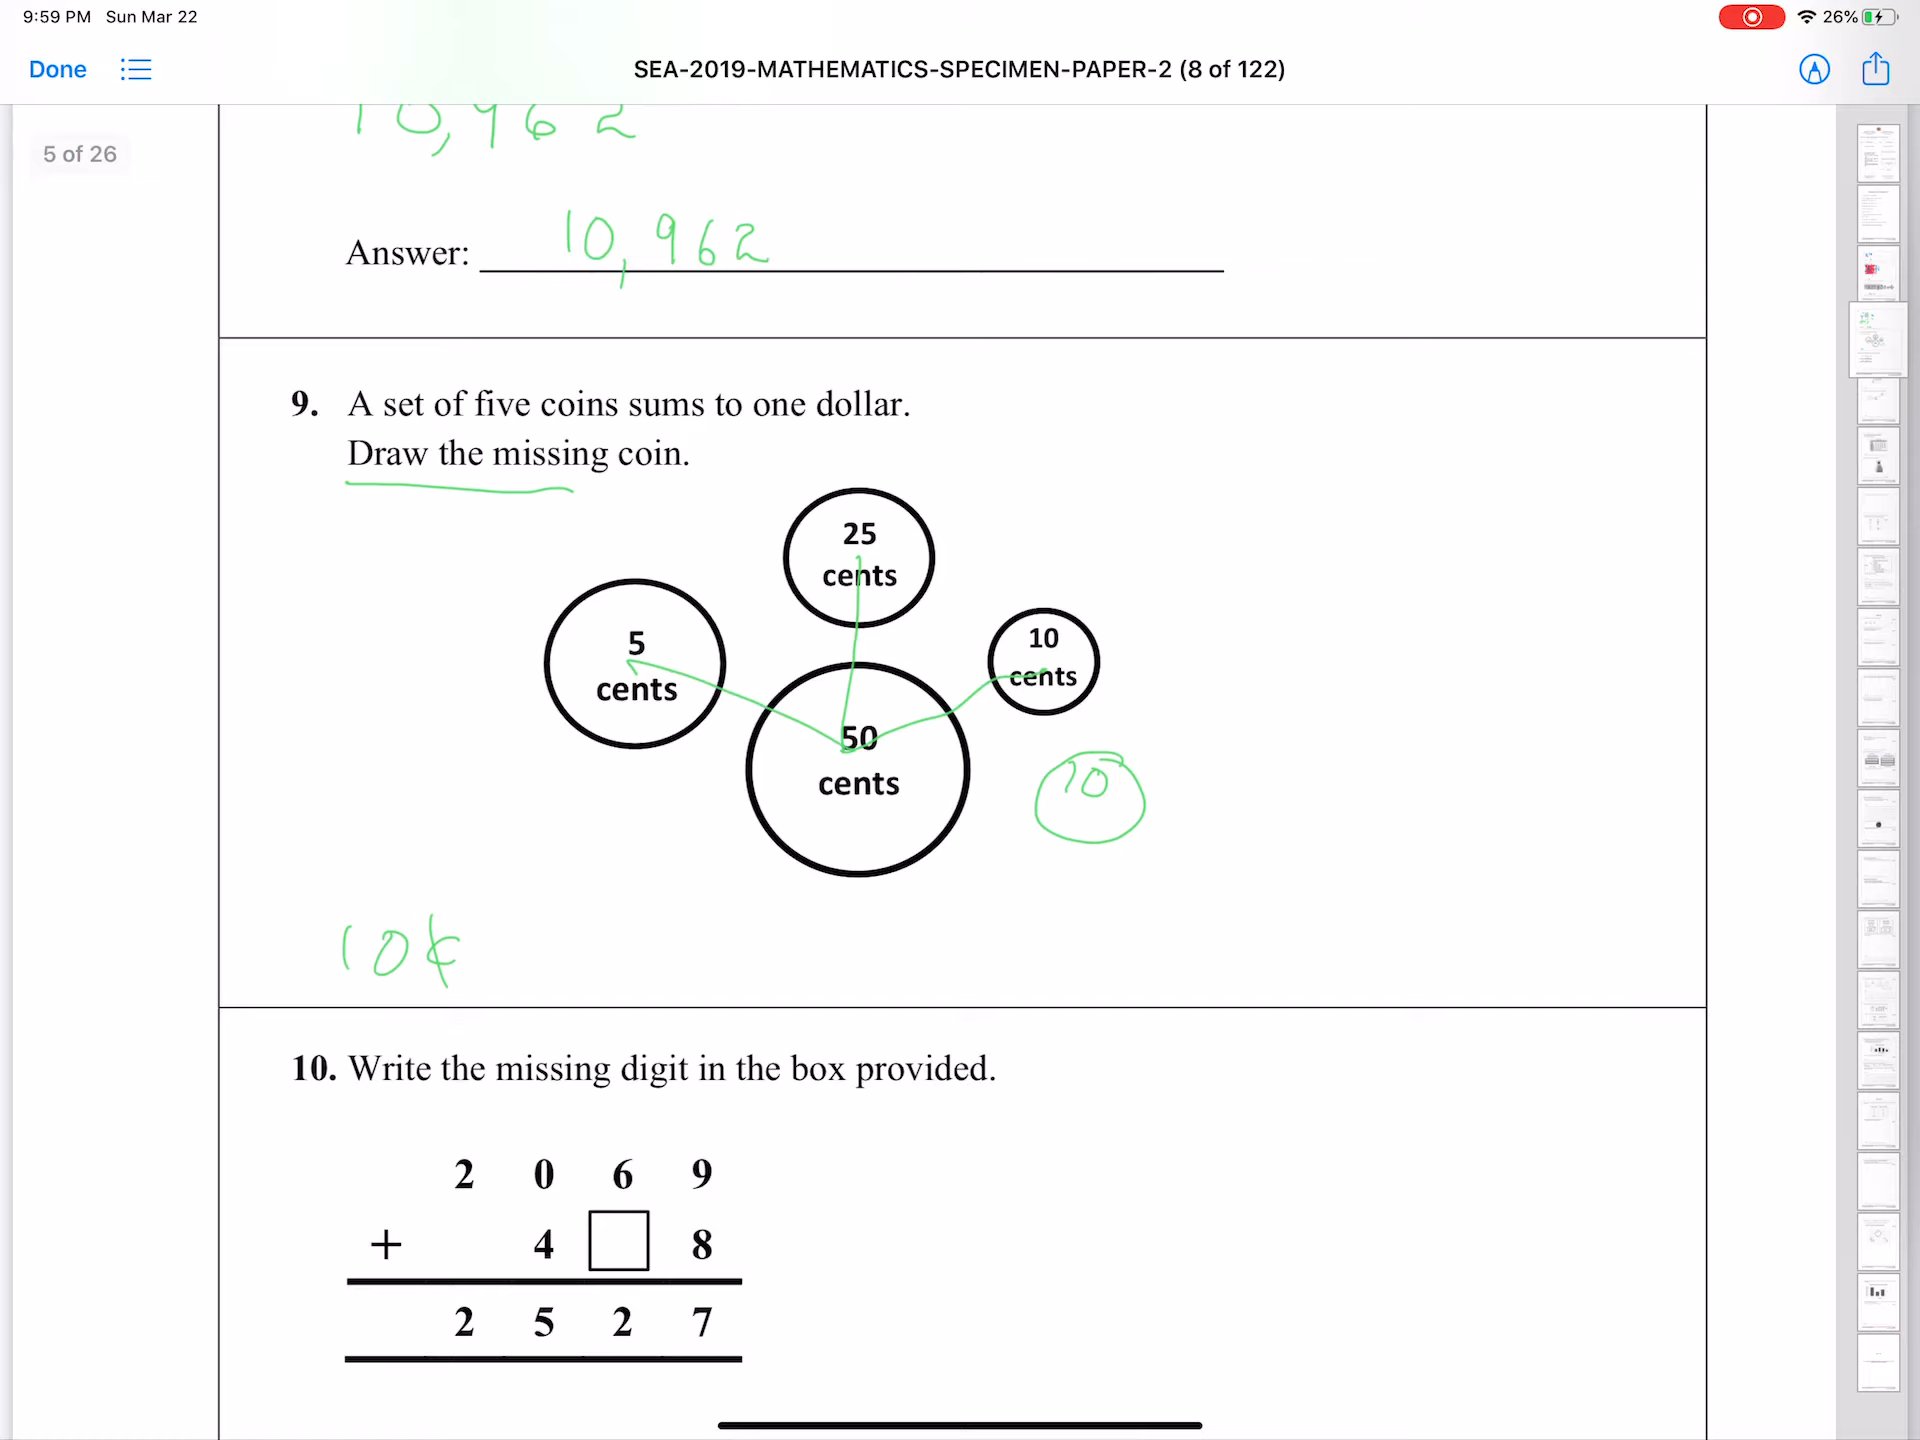 9:59 PM Sun Mar 22
26%
Done
SEA-2019-MATHEMATICS-SPECIMEN-PAPER-2 (8 of 122)
5 of 26
10,962
Answer: 10,962
9. A set of five coins sums to one dollar.
Draw the missing coin.
25
cents
5
cents
10
cents
50
cents
10
10¢
10. Write the missing digit in the box provided.
2 0 6 9
+ 4 8
2 5 2 7